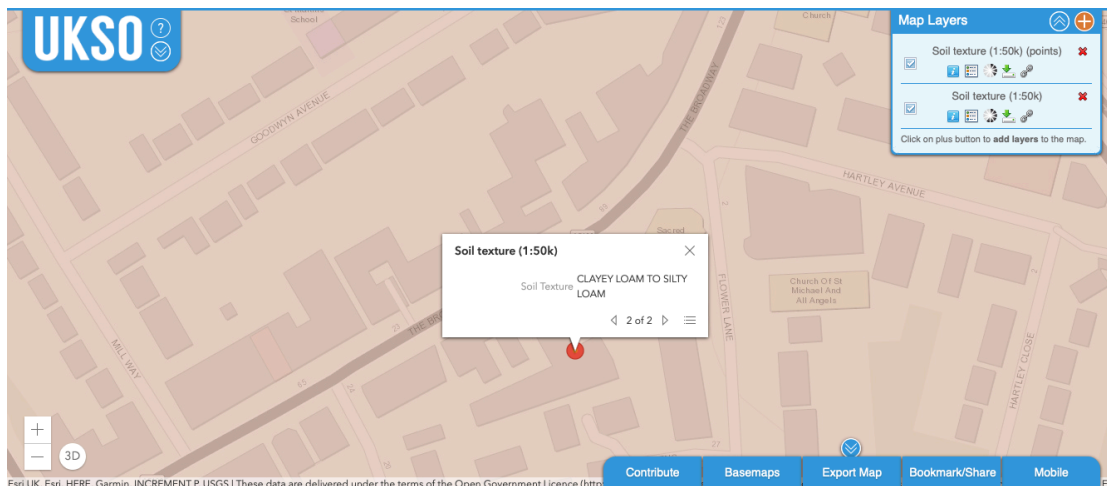 UKSO
?
School
Church
Map Layers
Soil texture (1:50k) (points)
Soil texture (1:50k)
Click on plus button to add layers to the map.
GOODWYN AVENUE
THE BROADWAY
HARTLEY AVENUE
Sacred
Soil texture (1:50k)
Soil Texture
CLAYEY LOAM TO SILTY
LOAM
2 of 2
Church Of St
Michael And
All Angels
FLOWER LANE
MILL WAY
HARTLEY CLOSE
+
−
3D
Contribute
Basemaps
Export Map
Bookmark/Share
Mobile
Esri UK, Esri, HERE, Garmin, INCREMENT P, USGS | These data are delivered under the terms of the Open Government Licence (http